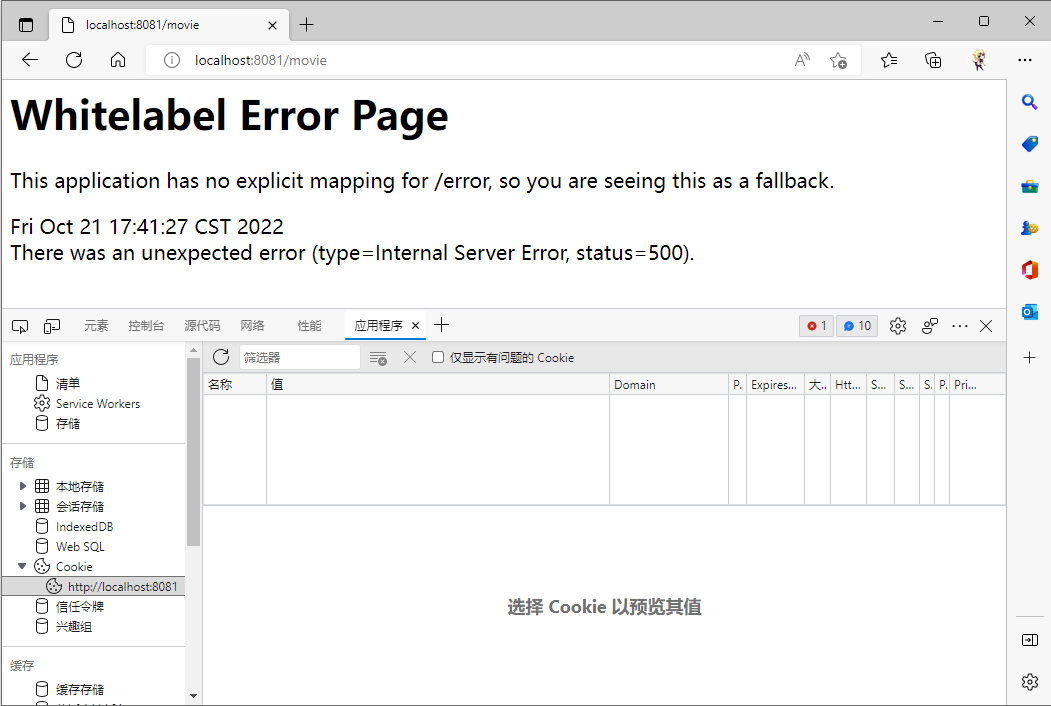 localhost:8081/movie
localhost:8081/movie
Whitelabel Error Page
This application has no explicit mapping for /error, so you are seeing this as a fallback.
Fri Oct 21 17:41:27 CST 2022
There was an unexpected error (type=Internal Server Error, status=500).
元素 控制台 源代码 网络 性能 应用程序 1 10
应用程序
清单
Service Workers
存储
存储
本地存储
会话存储
IndexedDB
Web SQL
Cookie
http://localhost:8081
信任令牌
兴趣组
缓存
缓存存储
筛选器 仅显示有问题的 Cookie
名称 值 Domain P. Expires... 大.. Htt... S... S... S. P. Pri...
选择 Cookie 以预览其值